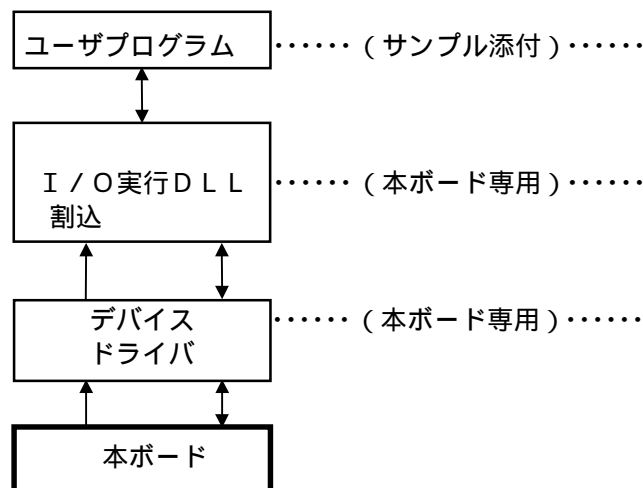 ユーザプログラム ‥‥‥ ( サンプル添付 ) ‥‥‥
Ｉ / Ｏ実行ＤＬＬ ‥‥‥ ( 本ボード専用 ) ‥‥‥
割込
デバイス ‥‥‥ ( 本ボード専用 ) ‥‥‥
ドライバ
本ボード